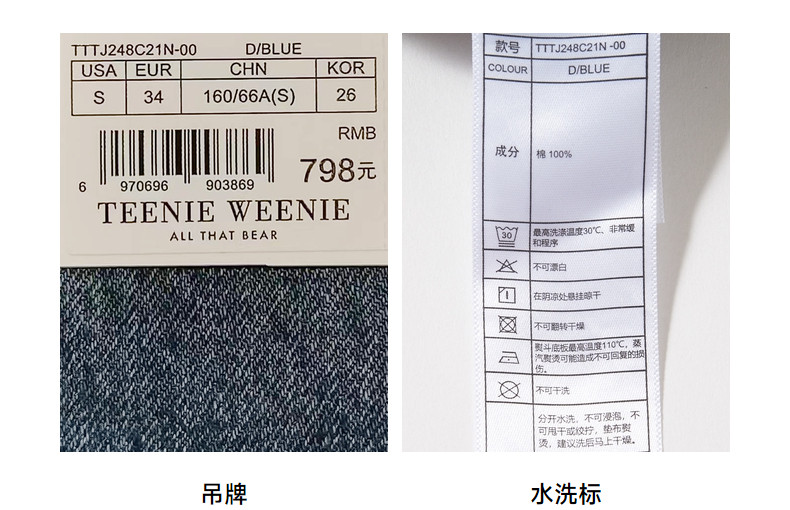 TTTJ248C21N-00 D/BLUE
USA EUR CHN KOR
S 34 160/66A(S) 26
RMB
798元
6 970696 903869
TEENIE WEENIE
ALL THAT BEAR
款号 TTTJ248C21N -00
COLOUR D/BLUE
成分 棉 100%
30 最高洗涤温度30℃、非常缓
和程序
不可漂白
在阴凉处悬挂晾干
不可翻转干燥
熨斗底板最高温度110℃,蒸
汽熨烫可能造成不可回复的损
伤。
不可干洗
分开水洗, 不可浸泡, 不
可甩干或绞拧, 垫布熨
烫, 建议洗后马上干燥。
吊牌
水洗标